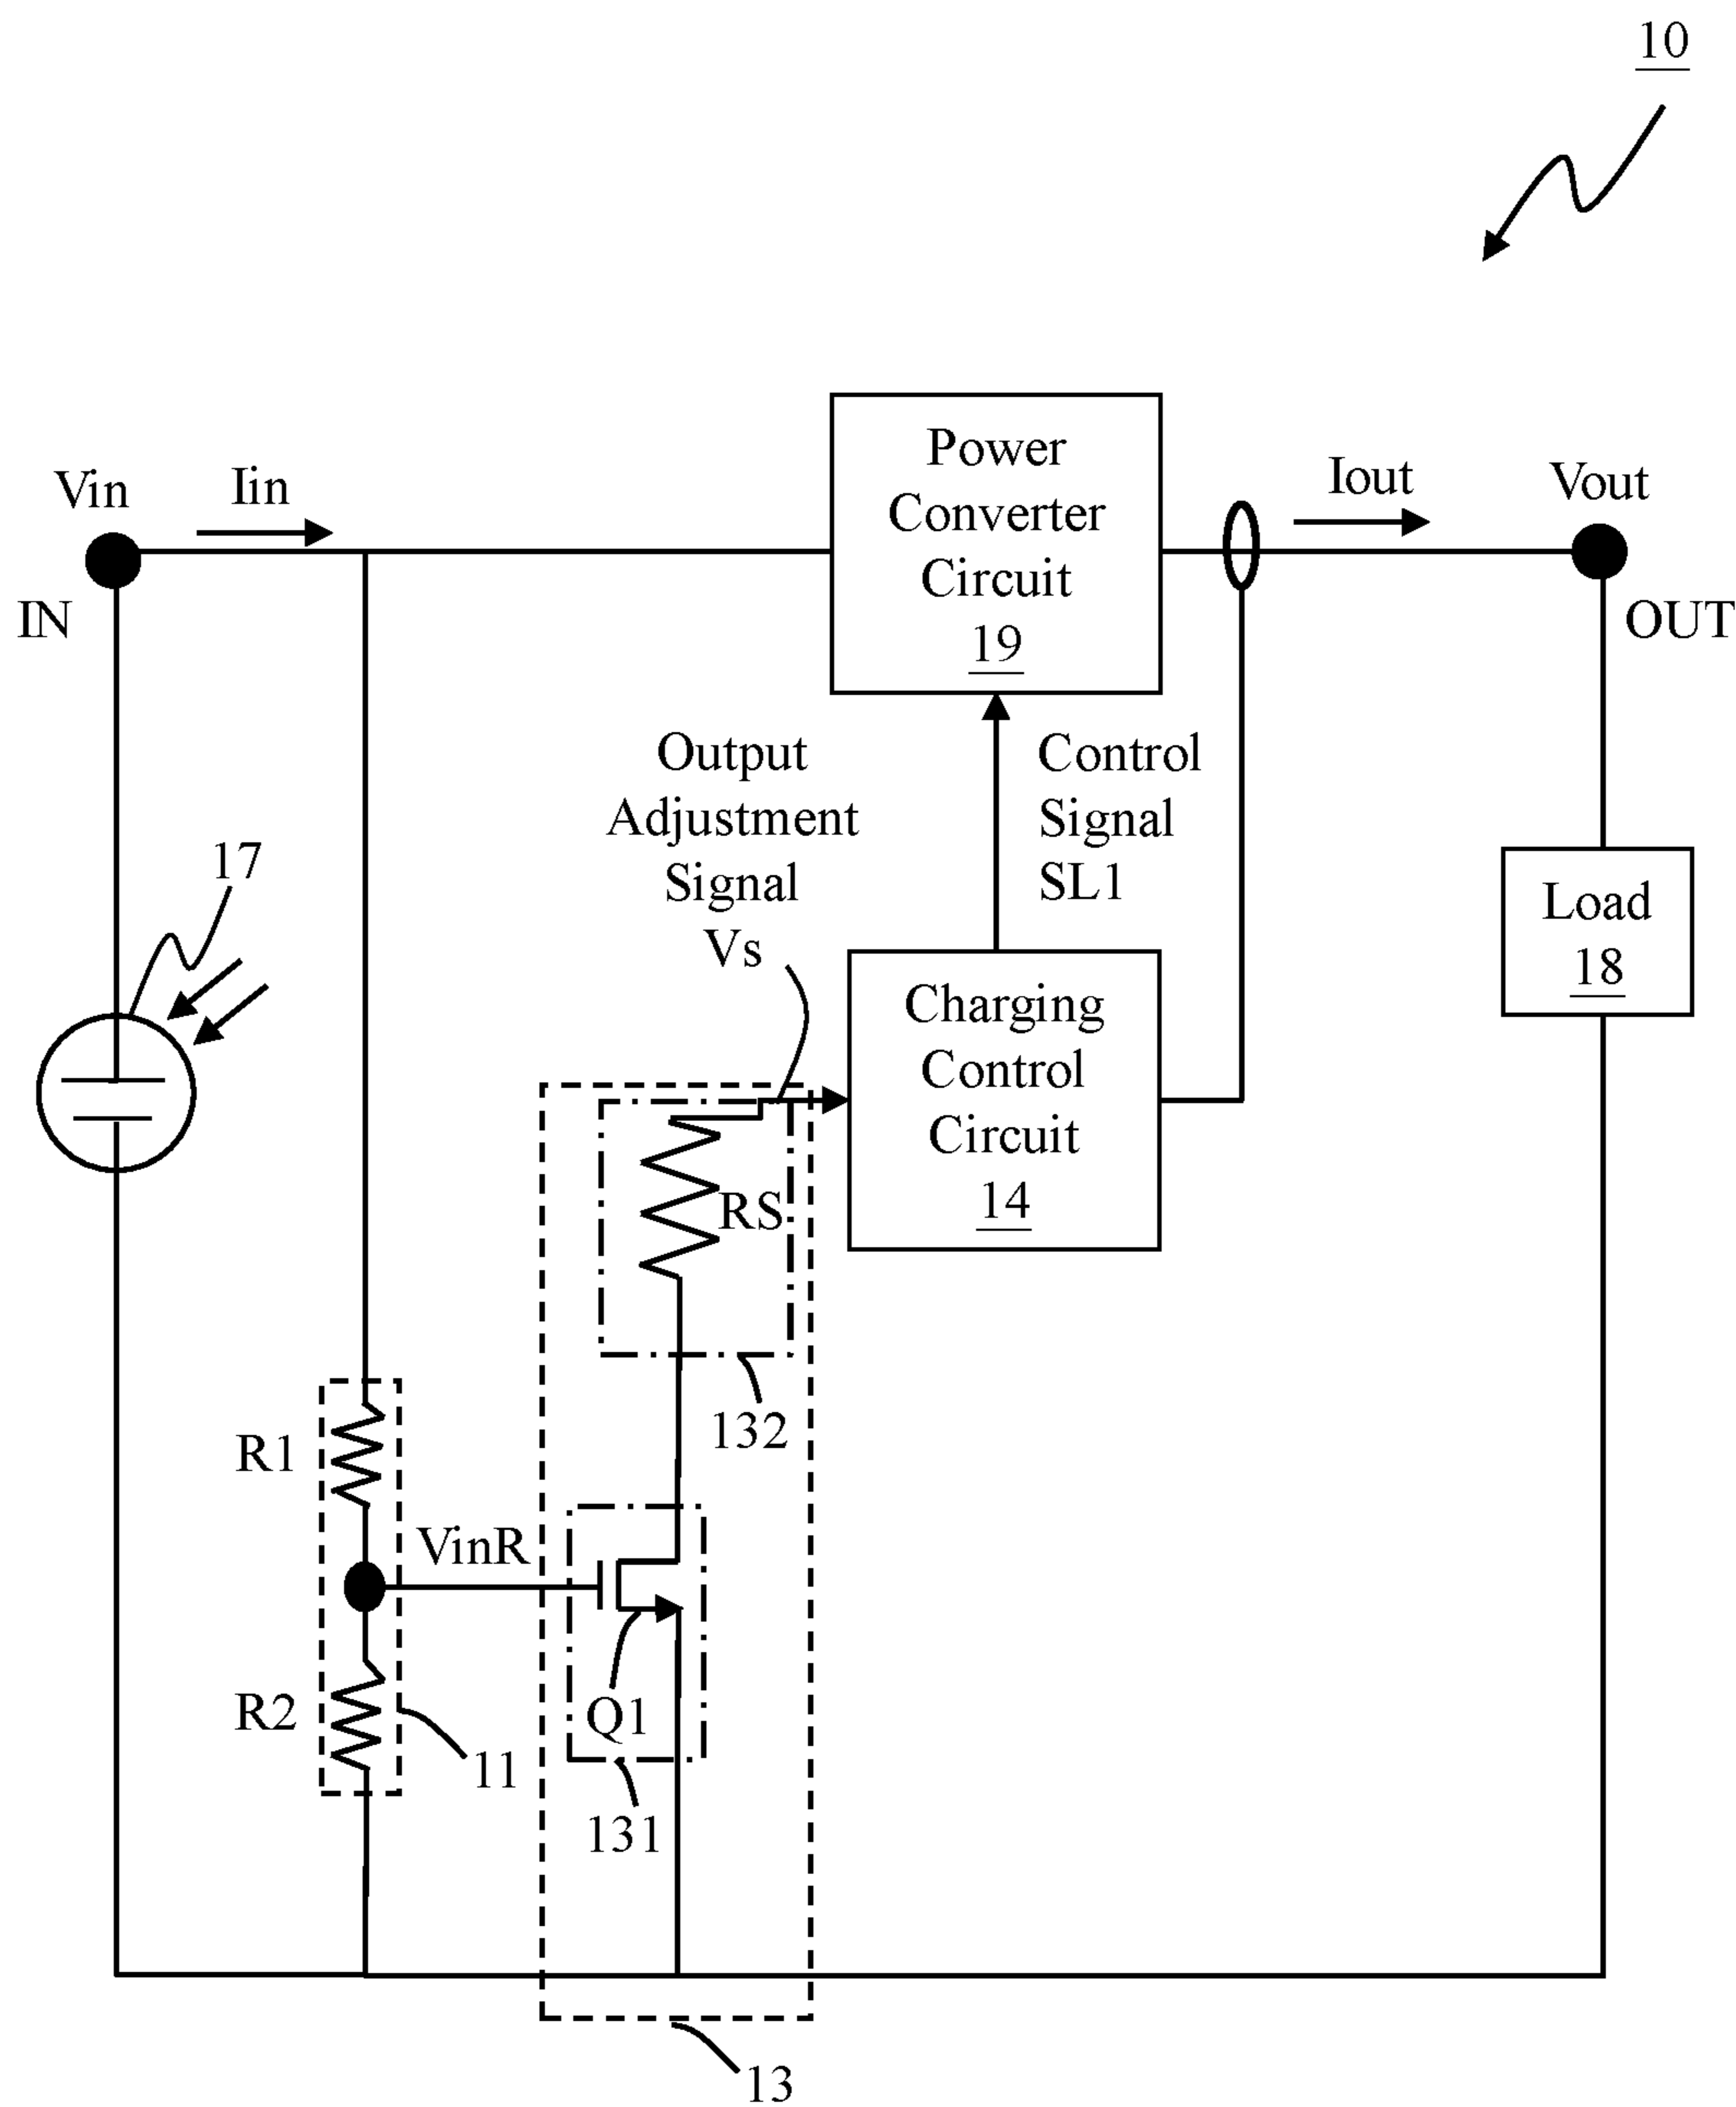 10
Vin
Iin
IN
Power
Converter
Circuit
19
Iout
Vout
OUT
Output
Adjustment
Signal
Vs
Control
Signal
SL1
17
Load
18
Charging
Control
Circuit
14
RS
132
R1
VinR
R2
Q1
11
131
13